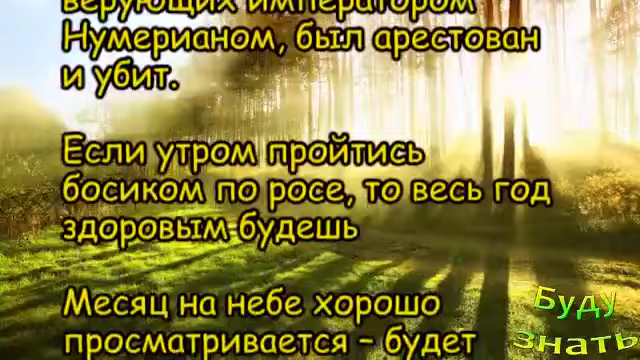 верующих императором
Нумерианом, был арестован
и убит.
Если утром пройтись
босиком по росе, то весь год
здоровым будешь
Месяц на небе хорошо
просматривается – будет
Буду
знать